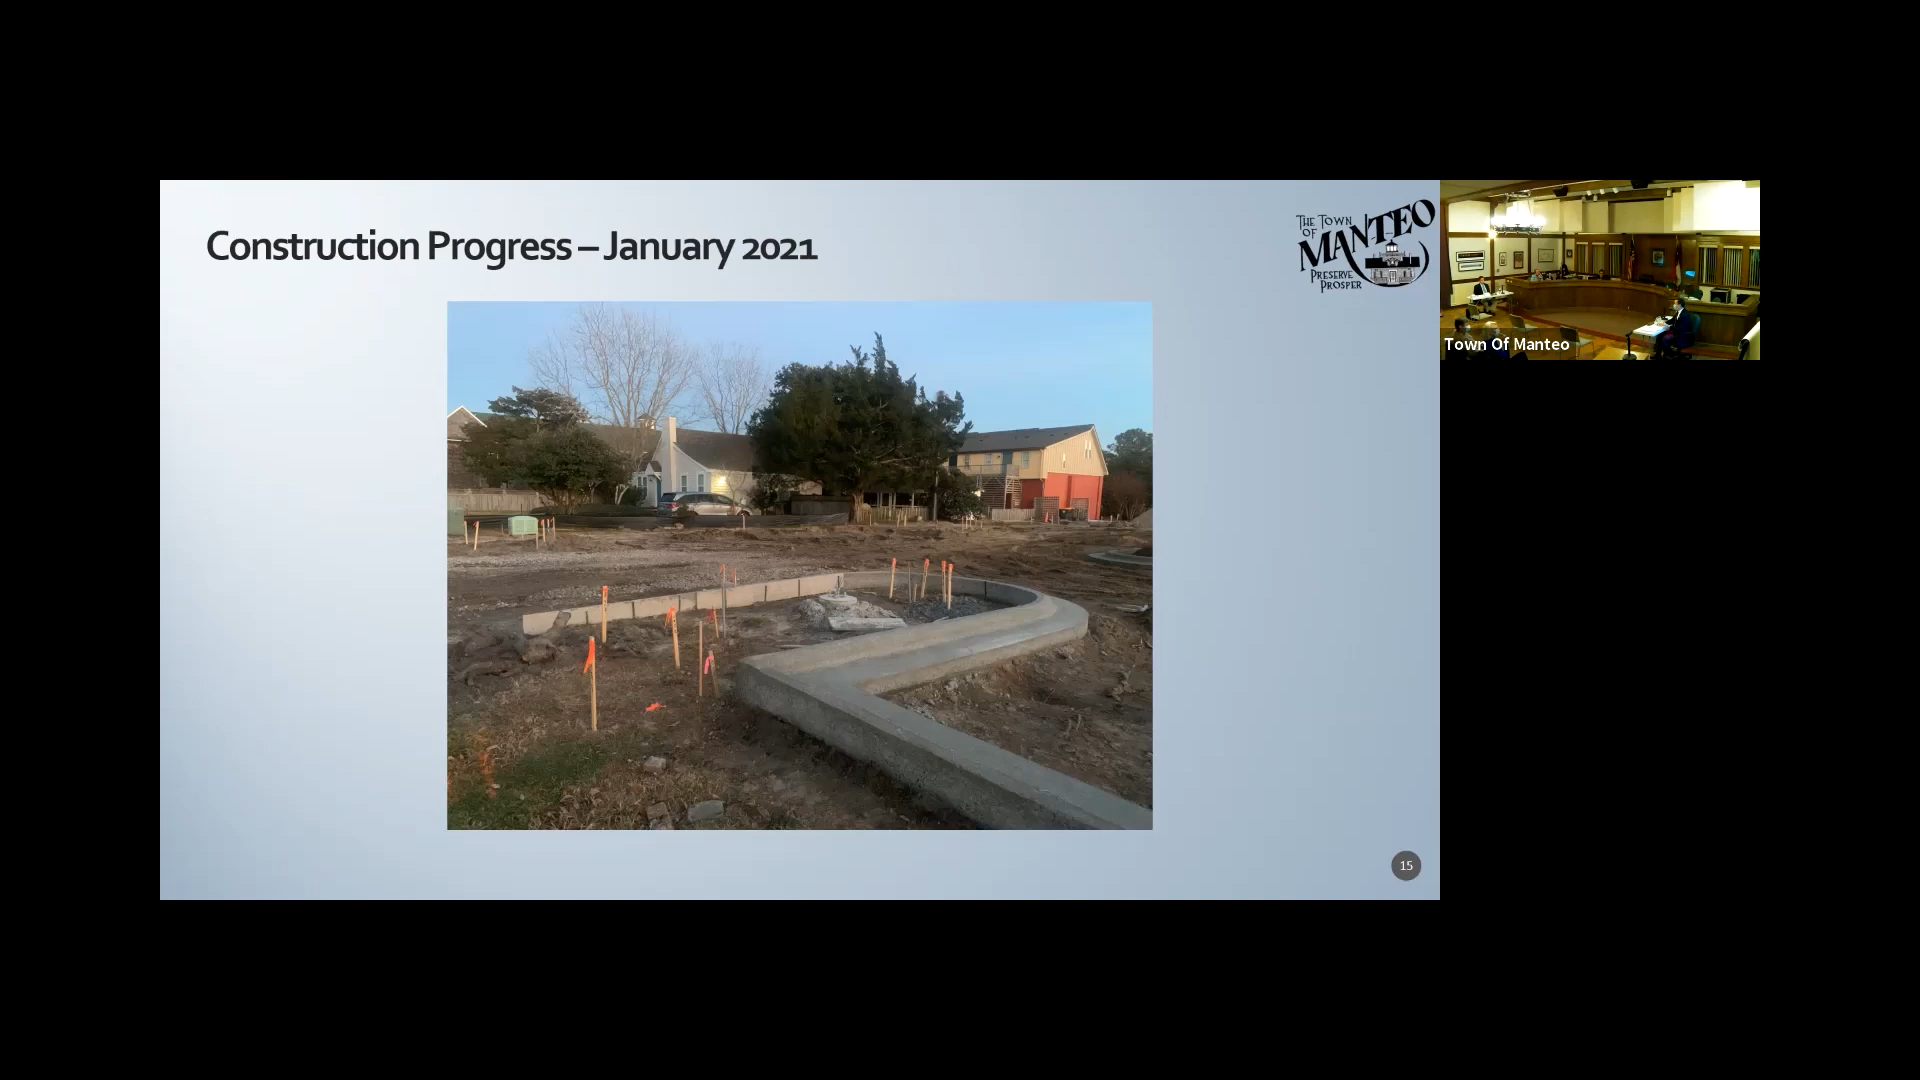 Construction Progress – January 2021
THE TOWN
OF
MANTEO
PRESERVE
PROSPER
Town Of Manteo
15